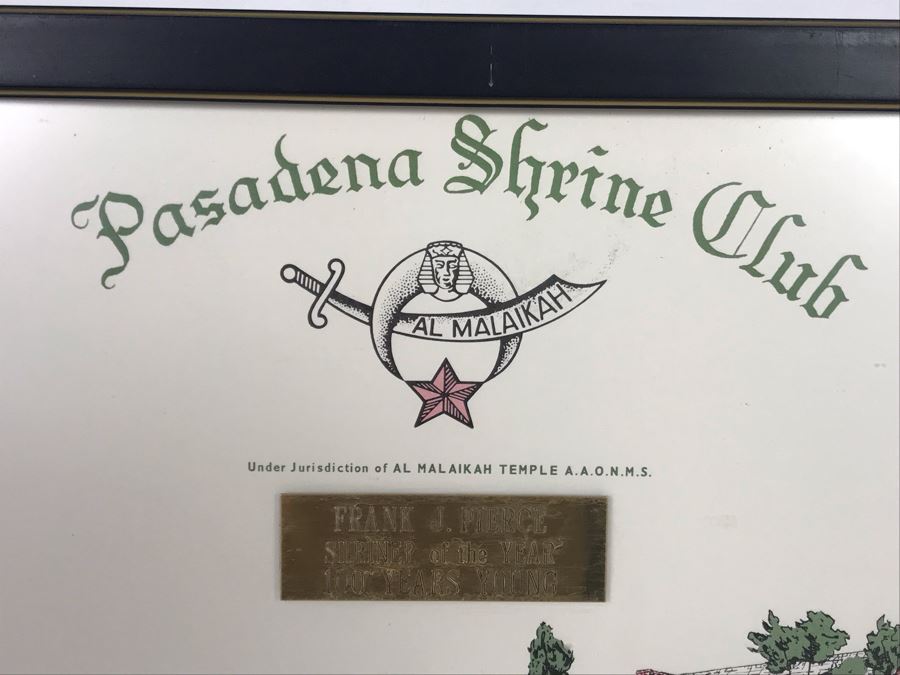 Pasadena Shrine Club
AL MALAIKAH
Under Jurisdiction of AL MALAIKAH TEMPLE A.A.O.N.M.S.
FRANK J. PIERCE
SHRINER of the YEAR
100 YEARS YOUNG